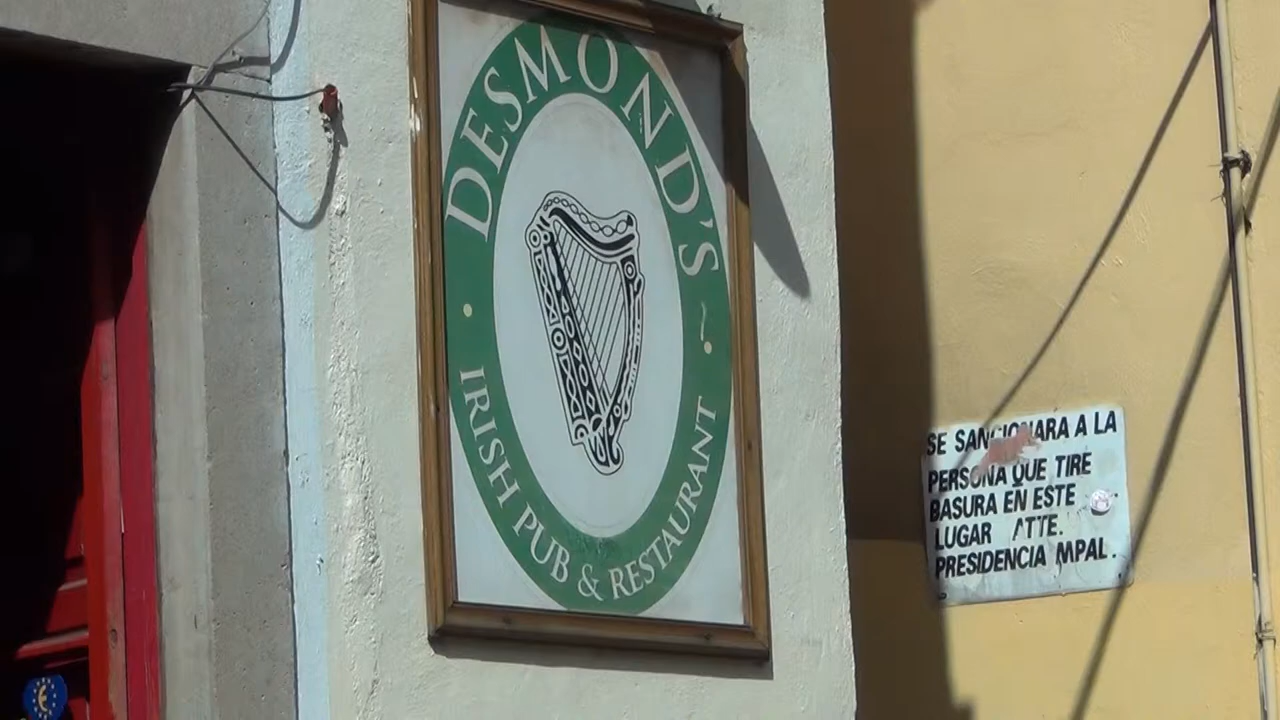 DESMOND'S
IRISH PUB & RESTAURANT
SE SANCIONARA A LA
PERSONA QUE TIRE
BASURA EN ESTE
LUGAR ATTE.
PRESIDENCIA MPAL.